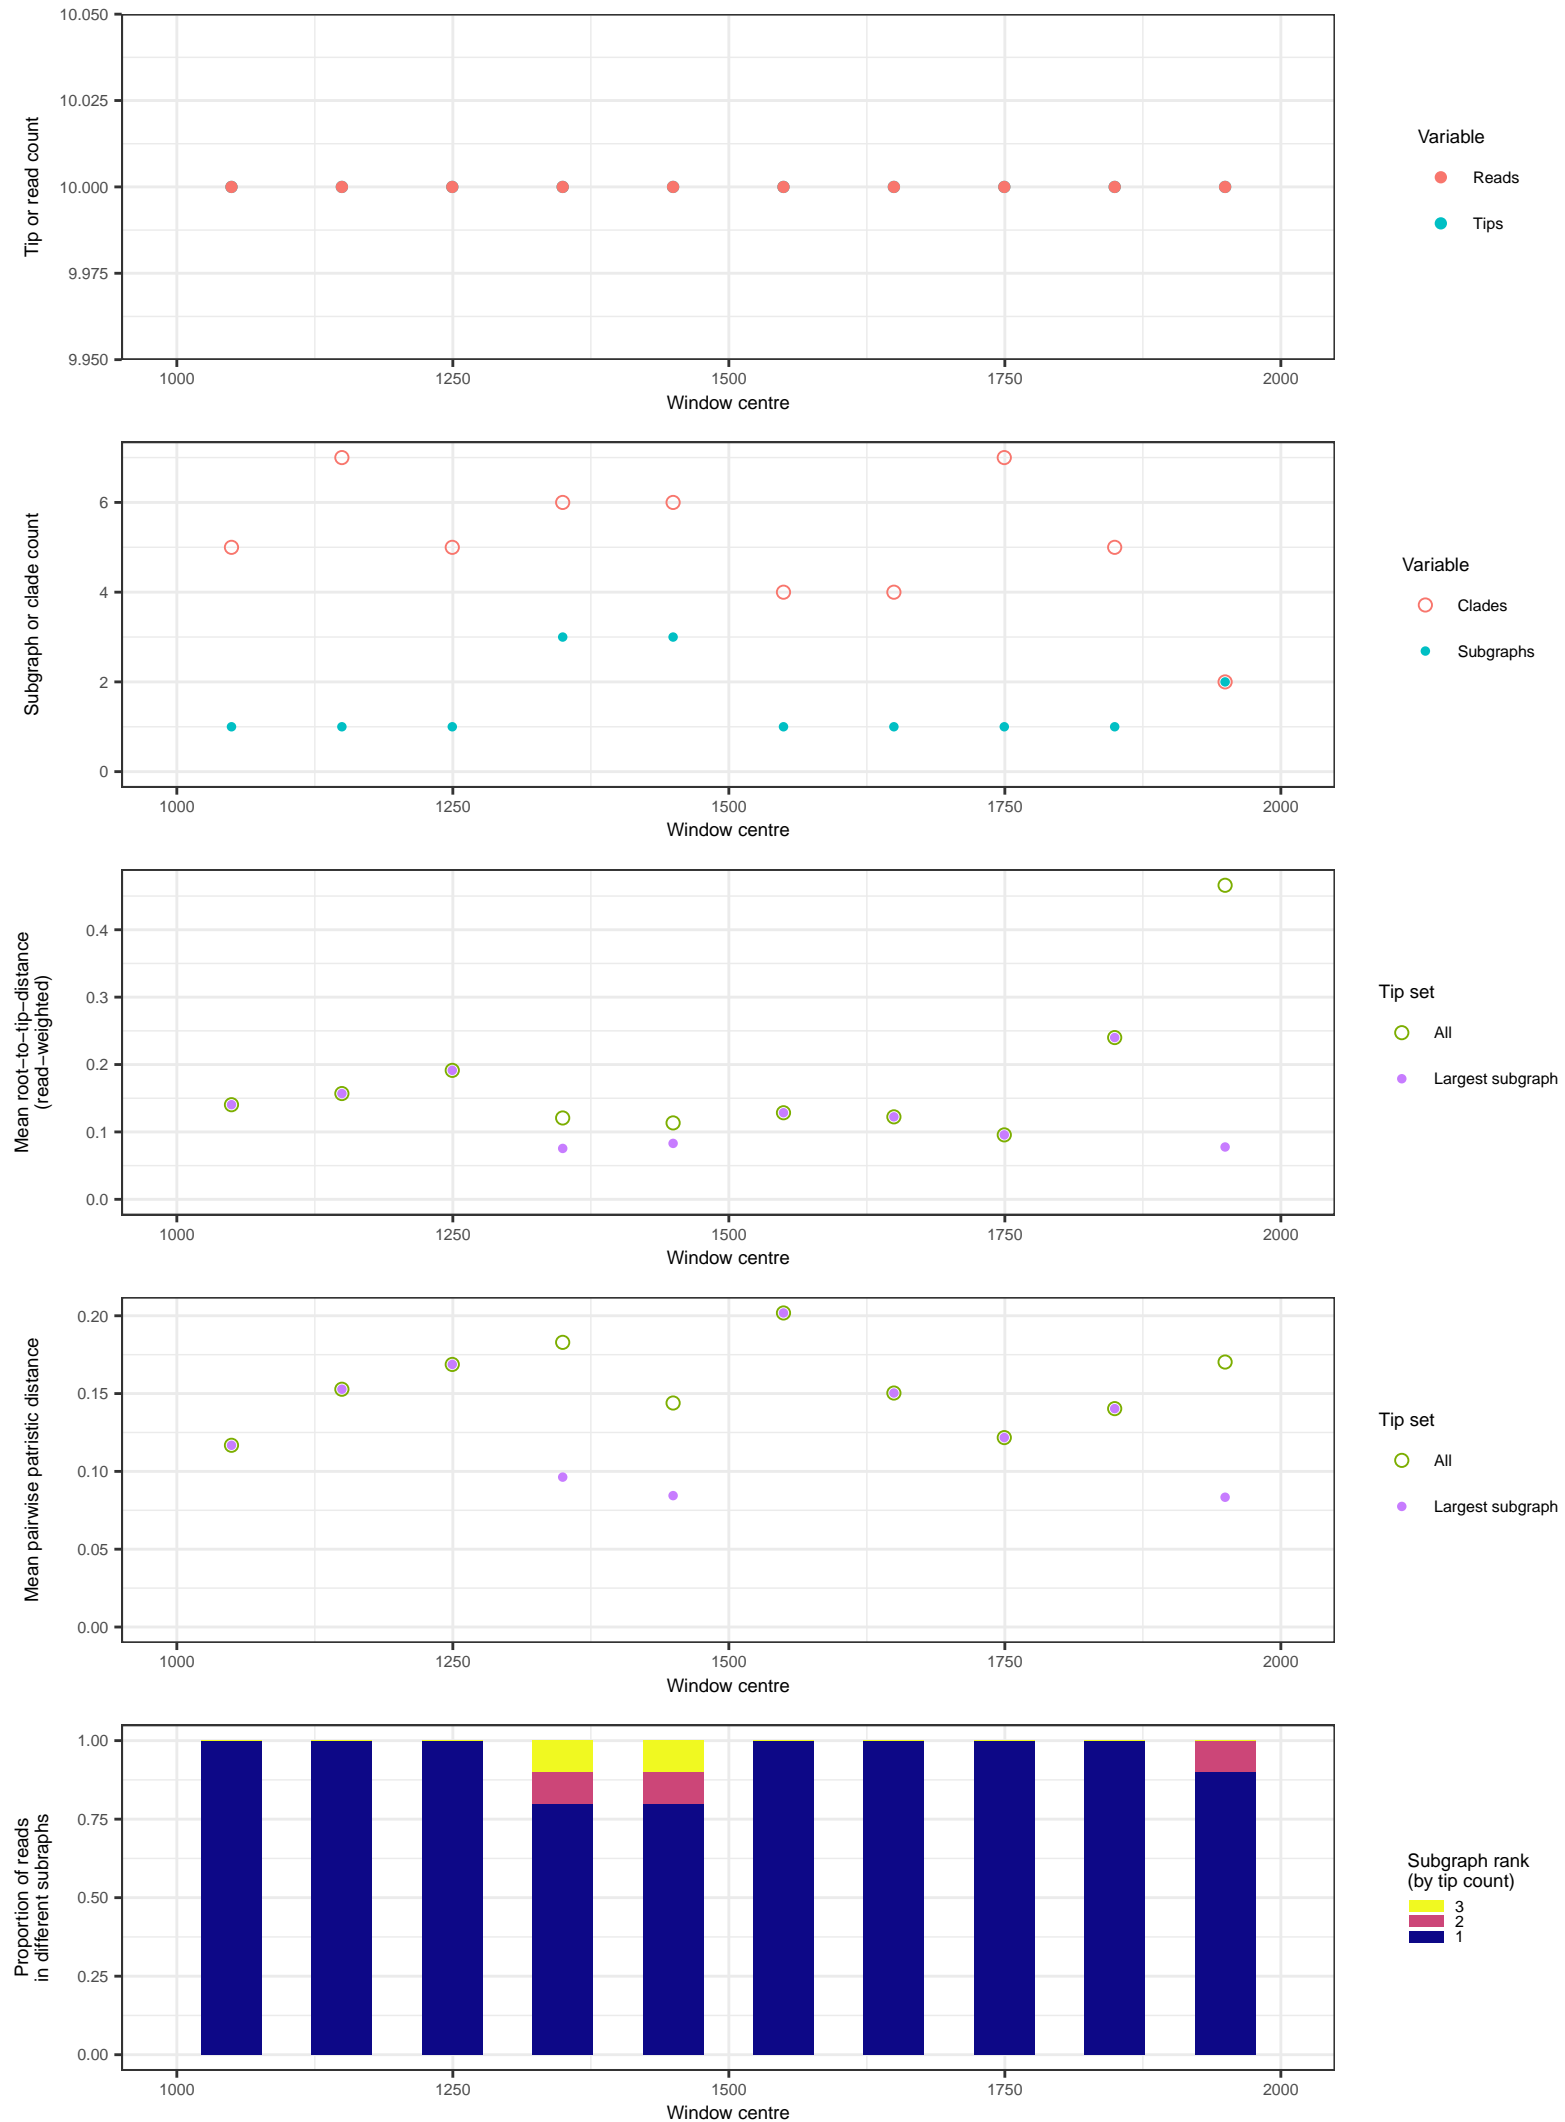 10.050
10.025
10.000
9.975
9.950
Tip or read count
1000 1250 1500 1750 2000
Window centre
Variable
Reads
Tips
6
4
2
0
Subgraph or clade count
1000 1250 1500 1750 2000
Window centre
Variable
Clades
Subgraphs
0.4
0.3
0.2
0.1
0.0
Mean root−to−tip−distance
(read−weighted)
1000 1250 1500 1750 2000
Window centre
Tip set
All
Largest subgraph
0.20
0.15
0.10
0.05
0.00
Mean pairwise patristic distance
1000 1250 1500 1750 2000
Window centre
Tip set
All
Largest subgraph
1.00
0.75
0.50
0.25
0.00
Proportion of reads
in different subraphs
1000 1250 1500 1750 2000
Window centre
Subgraph rank
(by tip count)
3
2
1